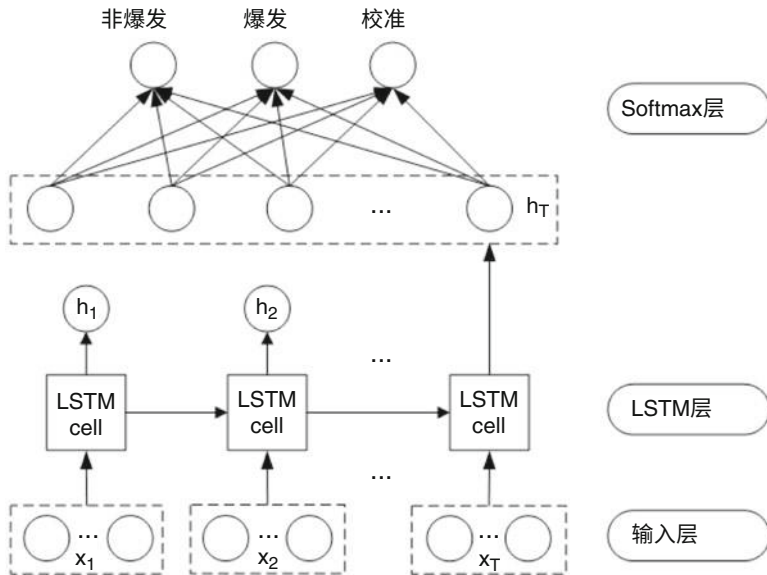 非爆发 爆发 校准
Softmax层
... hT
h1 h2
...
LSTM cell LSTM cell LSTM cell
LSTM层
...
... ... ...
x1 x2 xT
输入层